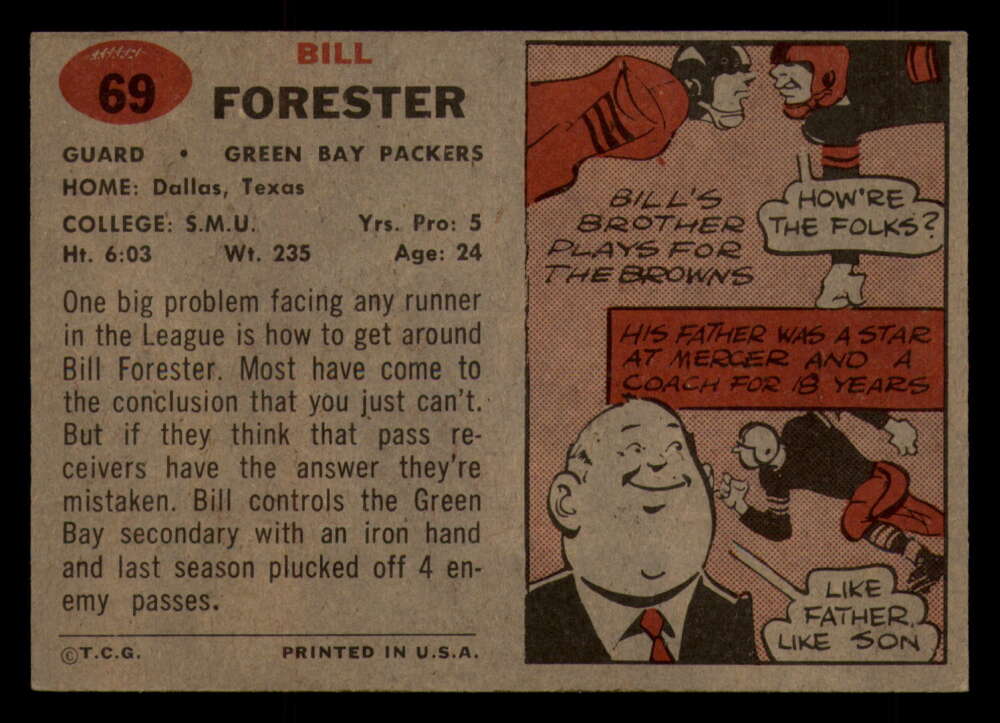 69
BILL
FORESTER
GUARD • GREEN BAY PACKERS
HOME: Dallas, Texas
COLLEGE: S.M.U. Yrs. Pro: 5
Ht. 6:03 Wt. 235 Age: 24
One big problem facing any runner
in the League is how to get around
Bill Forester. Most have come to
the conclusion that you just can't.
But if they think that pass re-
ceivers have the answer they're
mistaken. Bill controls the Green
Bay secondary with an iron hand
and last season plucked off 4 en-
emy passes.
©T.C.G. PRINTED IN U.S.A.
BILL'S
BROTHER
PLAYS FOR
THE BROWNS
HOW'RE
THE FOLKS?
HIS FATHER WAS A STAR
AT MERCER AND A
COACH FOR 18 YEARS
LIKE
FATHER,
LIKE SON